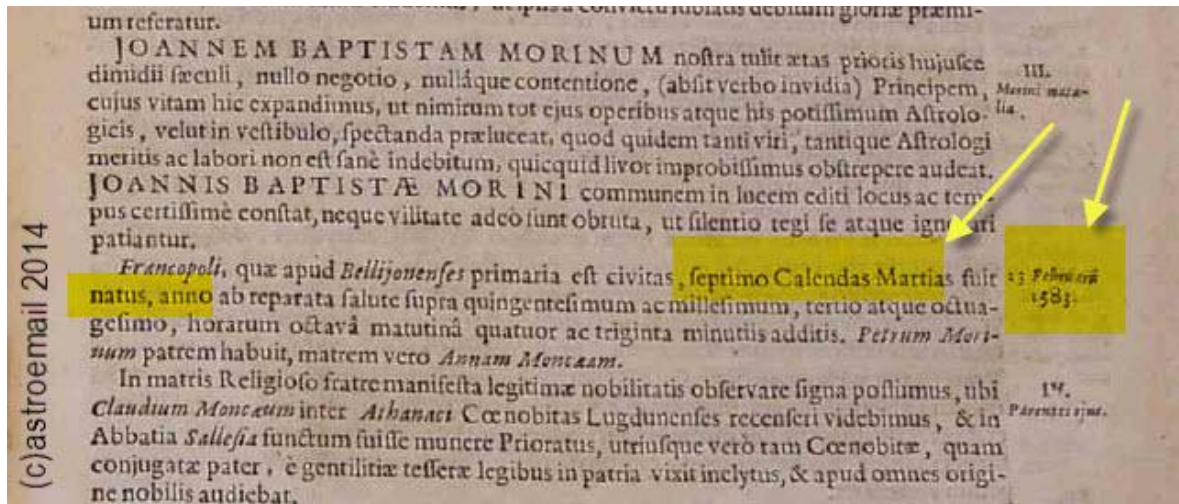 um referatur.
JOANNEM BAPTISTAM MORINUM noſtra tulit ætas prioris hujuſce
dimidii ſæculi, nullo negotio, nullâque contentione, (abſit verbo invidia) Principem,
cujus vitam hic expandimus, ut nimirum tot ejus operibus atque his potiſſimum Aſtrolo-
gicis, velut in veſtibulo, ſpectanda præluceat, quod quidem tanti viri, tantique Aſtrologi
meritis ac labori non eſt ſanè indebitum, quicquid livor improbiſſimus obſtrepere audeat.
JOANNIS BAPTISTÆ MORINI communem in lucem editi locus ac tem-
pus certiſſimè conſtat, neque vilitate adeò ſunt obruta, ut ſilentio tegi ſe atque
patiantur.
Francopoli, quæ apud Bellijonenſes primaria eſt civitas, ſeptimo Calendas Martias fuit
natus, anno ab reparata ſalute ſupra quingenteſimum ac milleſimum, tertio atque octua-
geſimo, horarum octavâ matutinâ quatuor ac triginta minutiis additis. Petrum Mori-
num patrem habuit, matrem vero Annam Moncæam.
In matris Religioſo fratre manifeſta legitimæ nobilitatis obſervare ſigna poſſumus, ubi
Claudium Moncæum inter Athanaci Cœnobitas Lugdunenſes recenſeri videbimus, & in
Abbatia Salleſia functum fuiſſe munere Prioratus, utriuſque verò tam Cœnobitæ, quam
conjugatæ pater, è gentilitiæ teſſeræ legibus in patria vixit inclytus, & apud omnes origi-
ne nobilis audiebat.
III.
Morini nata-
lia.
23
1583.
IV.
Parentes ejus.
(c)astroemail 2014